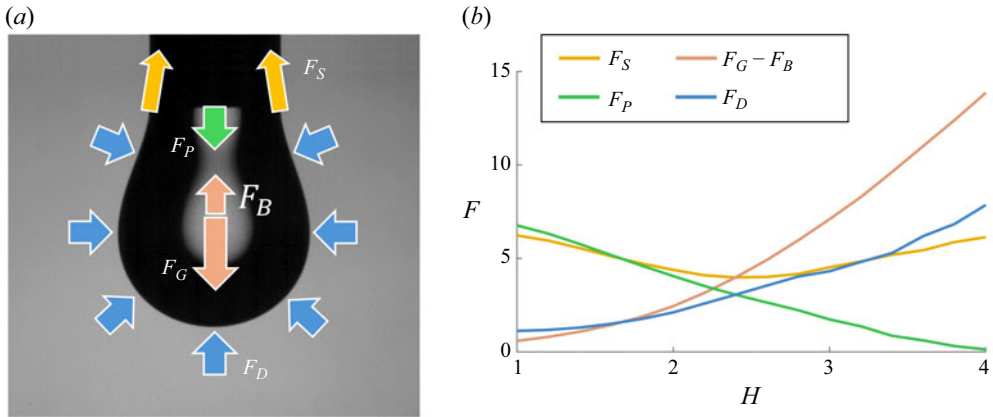 (a)
F_S
F_P
F_B
F_G
F_D
(b)
F_S
F_G − F_B
F_P
F_D
15
10
F
5
0
1 2 3 4
H